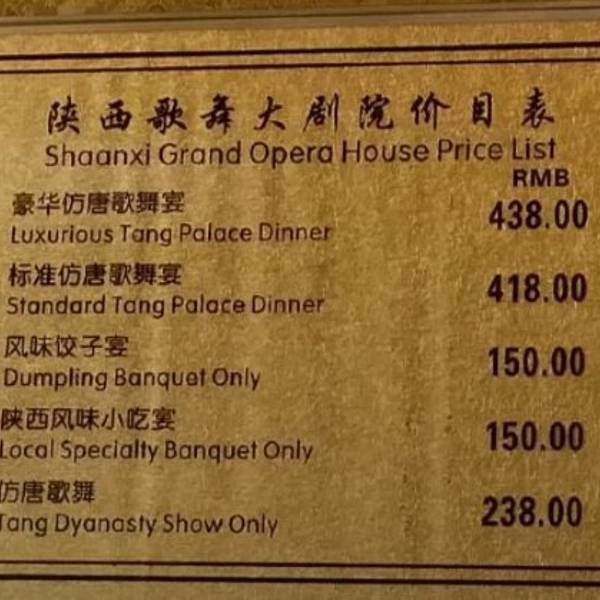 陕西歌舞大剧院价目表
Shaanxi Grand Opera House Price List
RMB
豪华仿唐歌舞宴
Luxurious Tang Palace Dinner 438.00
标准仿唐歌舞宴
Standard Tang Palace Dinner 418.00
风味饺子宴
Dumpling Banquet Only 150.00
陕西风味小吃宴
Local Specialty Banquet Only 150.00
仿唐歌舞
Tang Dyanasty Show Only 238.00